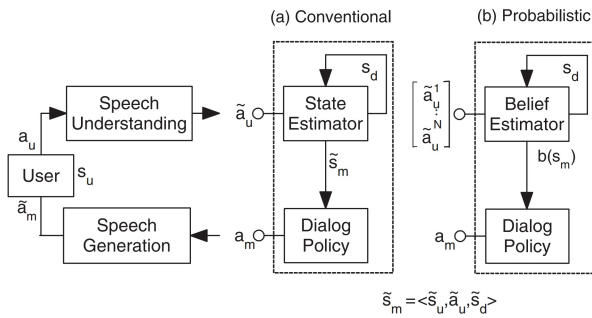 (a) Conventional
(b) Probabilistic
Speech
Understanding
ã_u
State
Estimator
s_d
ã_u^1
⋮
ã_u^N
Belief
Estimator
s_d
a_u
User
s_u
ã_m
s̃_m
b(s_m)
Speech
Generation
a_m
Dialog
Policy
a_m
Dialog
Policy
s̃_m=<s̃_u,ã_u,s̃_d>